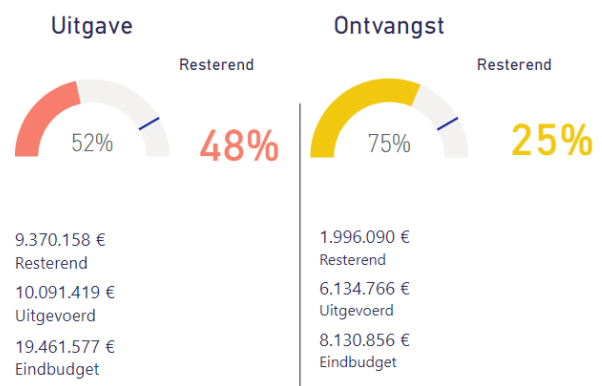 Uitgave
Resterend
52%
48%
9.370.158 €
Resterend
10.091.419 €
Uitgevoerd
19.461.577 €
Eindbudget
Ontvangst
Resterend
75%
25%
1.996.090 €
Resterend
6.134.766 €
Uitgevoerd
8.130.856 €
Eindbudget